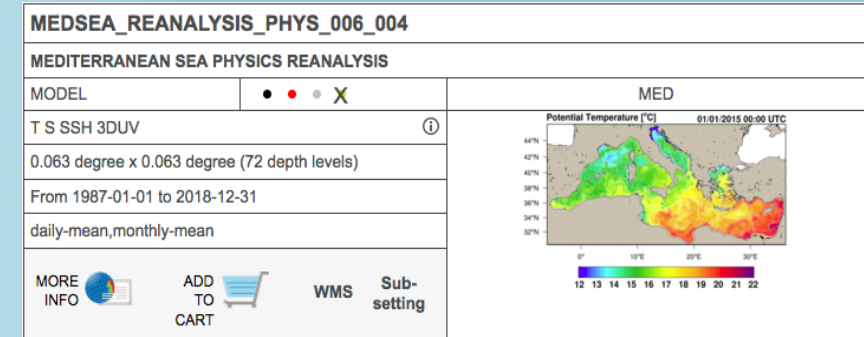 MEDSEA_REANALYSIS_PHYS_006_004
MEDITERRANEAN SEA PHYSICS REANALYSIS
MODEL
X
MED
T S SSH 3DUV
0.063 degree x 0.063 degree (72 depth levels)
From 1987-01-01 to 2018-12-31
daily-mean,monthly-mean
MORE
INFO
ADD
TO
CART
WMS
Sub-
setting
Potential Temperature [°C] 01/01/2015 00:00 UTC
44°N
42°N
40°N
38°N
36°N
34°N
32°N
0° 10°E 20°E 30°E
12 13 14 15 16 17 18 19 20 21 22